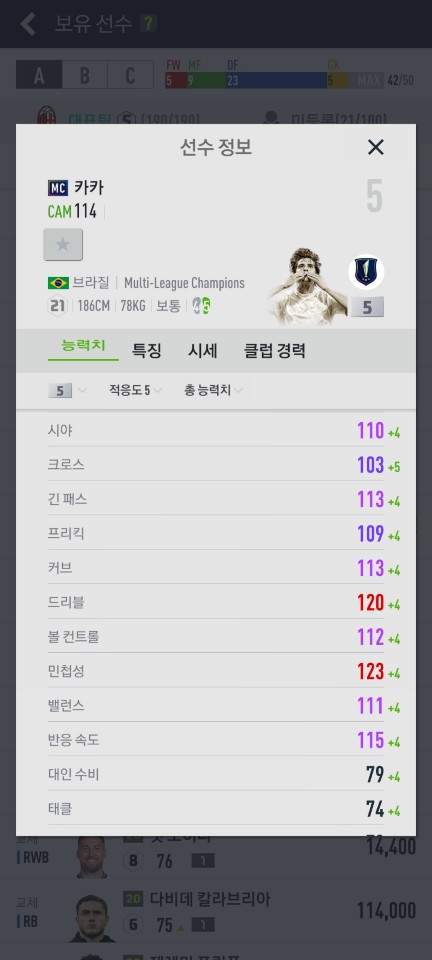 보유 선수 ?
A B C FW MF DF GK
5 9 23 5 MAX 42/50
대표팀 5 (190/190) 미등록(21/100)
선수 정보
MC 카카 5
CAM 114
브라질 Multi-League Champions
21 186CM 78KG 보통 4 5 5
능력치 특징 시세 클럽 경력
5 적응도 5 총 능력치
시야 110 +4
크로스 103 +5
긴 패스 113 +4
프리킥 109 +4
커브 113 +4
드리블 120 +4
볼 컨트롤 112 +4
민첩성 123 +4
밸런스 111 +4
반응 속도 115 +4
대인 수비 79 +4
태클 74 +4
교체
RWB 8 76 1 14,400
교체 20 다비데 칼라브리아
RB 6 75 1 114,000